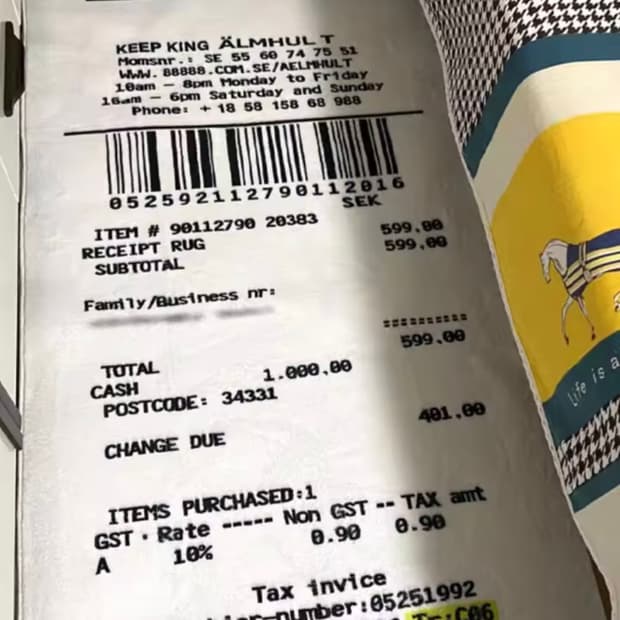 KEEP KING ÄLMHULT
Momsnr.: SE 55 60 74 75 51
WWW. 88888.COM.SE/AELMHULT
10am - 8pm Monday to Friday
10am - 6pm Saturday and Sunday
Phone: + 18 58 158 68 988
052592112790112016
SEK
ITEM # 90112790 20383 599.00
RECEIPT RUG 599.00
SUBTOTAL
Family/Business nr:
==========
599.00
TOTAL
CASH 1.000.00
POSTCODE: 34331
401.00
CHANGE DUE
ITEMS PURCHASED:1
GST · Rate ----- Non GST -- TAX amt
A 10% 0.90 0.90
Tax invice
number:05251992
Tr:C06
Life is a